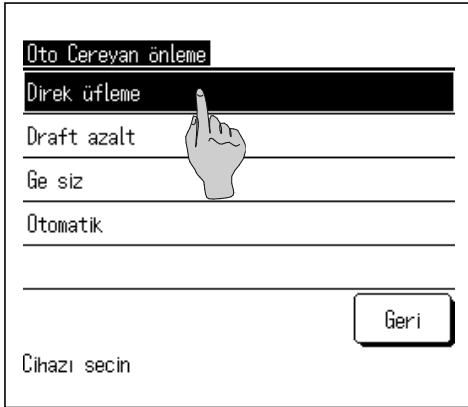 Oto Cereyan önleme
Direk üfleme
Draft azalt
Ge siz
Otomatik
Geri
Cihazı secin